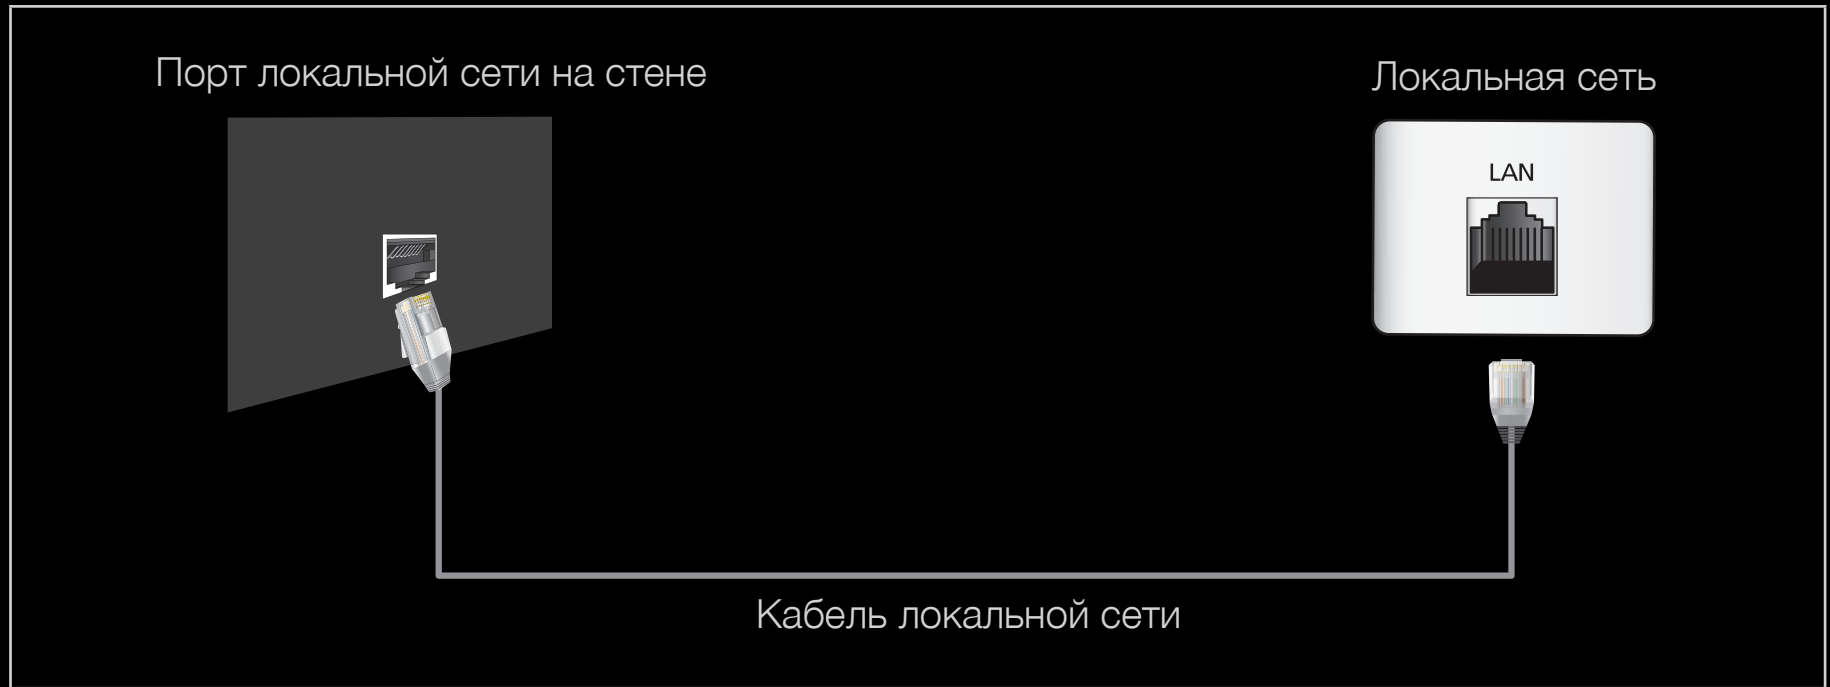 Порт локальной сети на стене
Локальная сеть
LAN
Кабель локальной сети